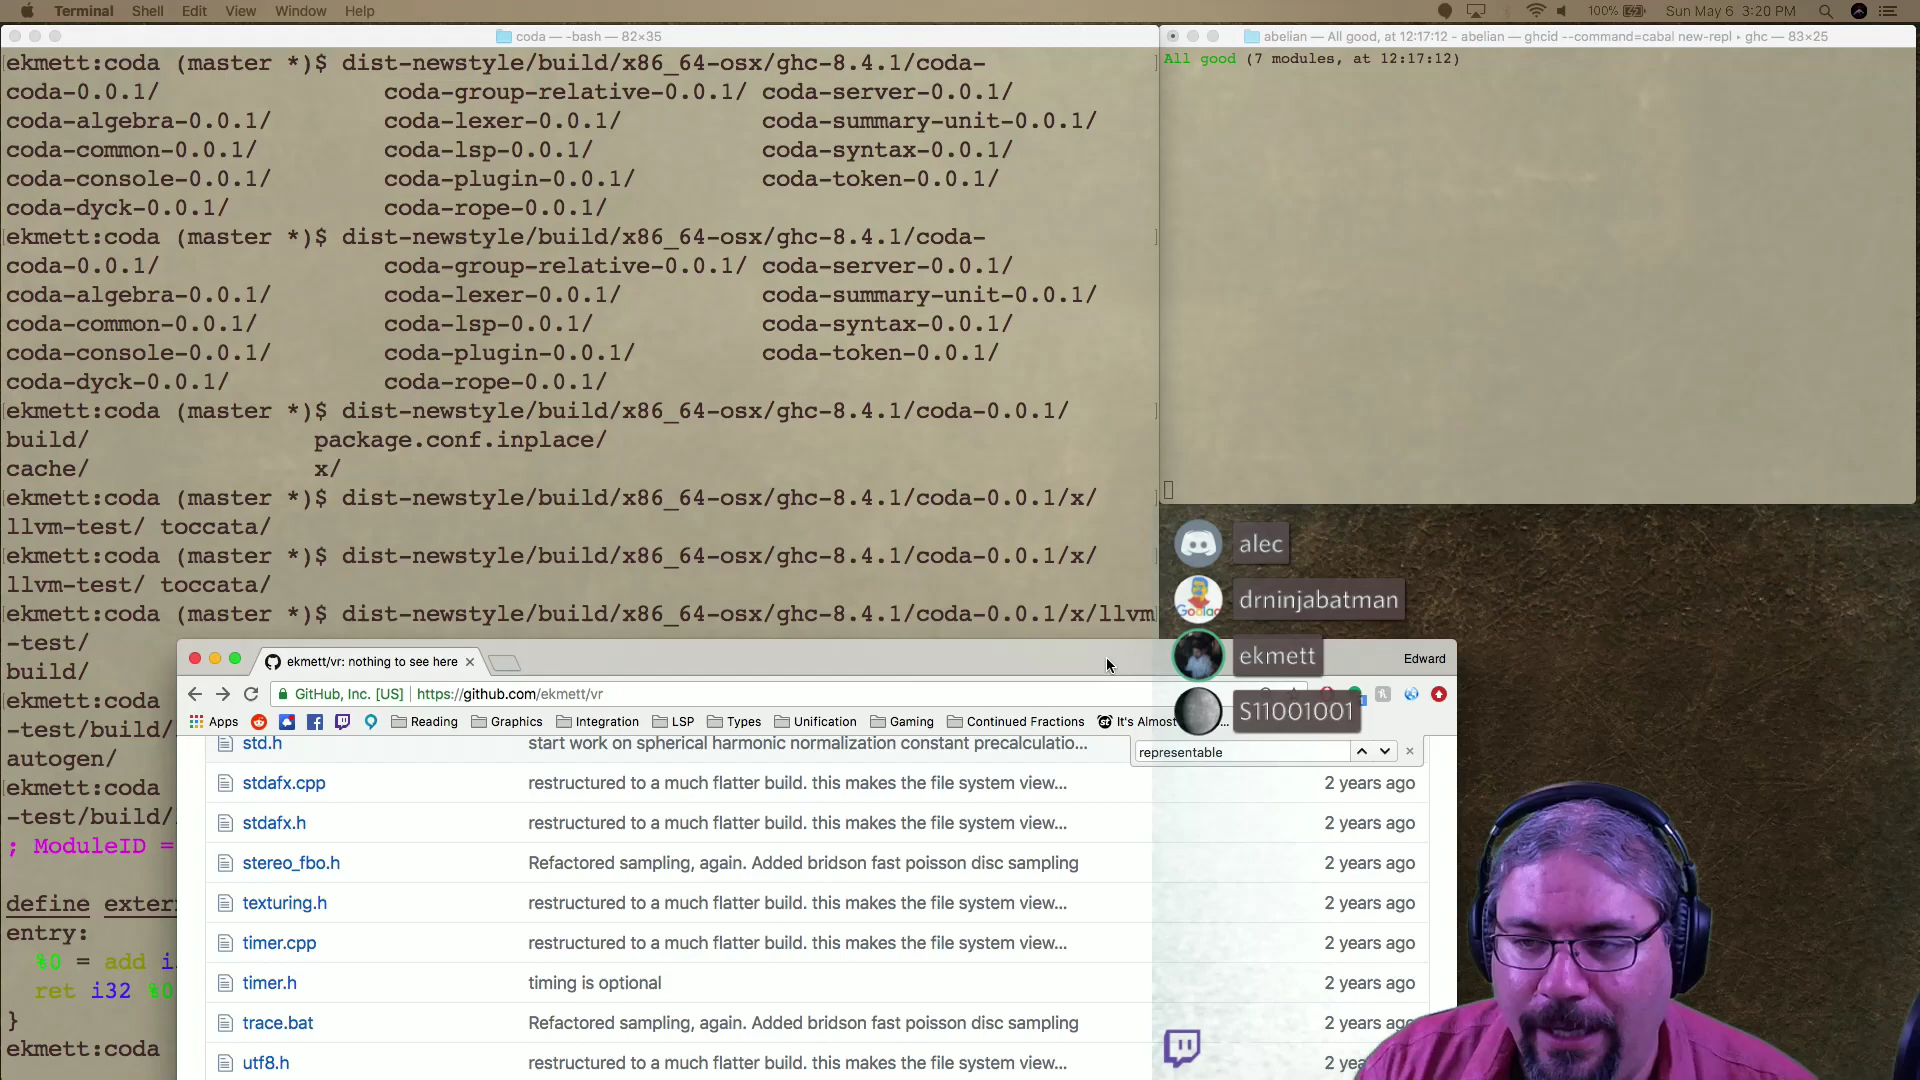 Terminal Shell Edit View Window Help 100% Sun May 6 3:20 PM
coda — -bash — 82×35
ekmett:coda (master *)$ dist-newstyle/build/x86_64-osx/ghc-8.4.1/coda-
coda-0.0.1/ coda-group-relative-0.0.1/ coda-server-0.0.1/
coda-algebra-0.0.1/ coda-lexer-0.0.1/ coda-summary-unit-0.0.1/
coda-common-0.0.1/ coda-lsp-0.0.1/ coda-syntax-0.0.1/
coda-console-0.0.1/ coda-plugin-0.0.1/ coda-token-0.0.1/
coda-dyck-0.0.1/ coda-rope-0.0.1/
ekmett:coda (master *)$ dist-newstyle/build/x86_64-osx/ghc-8.4.1/coda-
coda-0.0.1/ coda-group-relative-0.0.1/ coda-server-0.0.1/
coda-algebra-0.0.1/ coda-lexer-0.0.1/ coda-summary-unit-0.0.1/
coda-common-0.0.1/ coda-lsp-0.0.1/ coda-syntax-0.0.1/
coda-console-0.0.1/ coda-plugin-0.0.1/ coda-token-0.0.1/
coda-dyck-0.0.1/ coda-rope-0.0.1/
ekmett:coda (master *)$ dist-newstyle/build/x86_64-osx/ghc-8.4.1/coda-0.0.1/
build/ package.conf.inplace/
cache/ x/
ekmett:coda (master *)$ dist-newstyle/build/x86_64-osx/ghc-8.4.1/coda-0.0.1/x/
llvm-test/ toccata/
ekmett:coda (master *)$ dist-newstyle/build/x86_64-osx/ghc-8.4.1/coda-0.0.1/x/
llvm-test/ toccata/
ekmett:coda (master *)$ dist-newstyle/build/x86_64-osx/ghc-8.4.1/coda-0.0.1/x/llvm
-test/
build/
ekmett:coda
-test/build/
autogen/
ekmett:coda
-test/build/
; ModuleID =
define exter
entry:
%0 = add i
ret i32 %0
}
ekmett:coda
abelian — All good, at 12:17:12 - abelian — ghcid --command=cabal new-repl • ghc — 83×25
All good (7 modules, at 12:17:12)
alec
drninjabatman
ekmett
S11001001
ekmett/vr: nothing to see here
Edward
GitHub, Inc. [US] https://github.com/ekmett/vr
Apps Reading Graphics Integration LSP Types Unification Gaming Continued Fractions It's Almost
representable
std.h start work on spherical harmonic normalization constant precalculatio...
stdafx.cpp restructured to a much flatter build. this makes the file system view... 2 years ago
stdafx.h restructured to a much flatter build. this makes the file system view... 2 years ago
stereo_fbo.h Refactored sampling, again. Added bridson fast poisson disc sampling 2 years ago
texturing.h restructured to a much flatter build. this makes the file system view... 2 years ago
timer.cpp restructured to a much flatter build. this makes the file system view... 2 years ago
timer.h timing is optional 2 years ago
trace.bat Refactored sampling, again. Added bridson fast poisson disc sampling 2 years ago
utf8.h restructured to a much flatter build. this makes the file system view... 2 yea